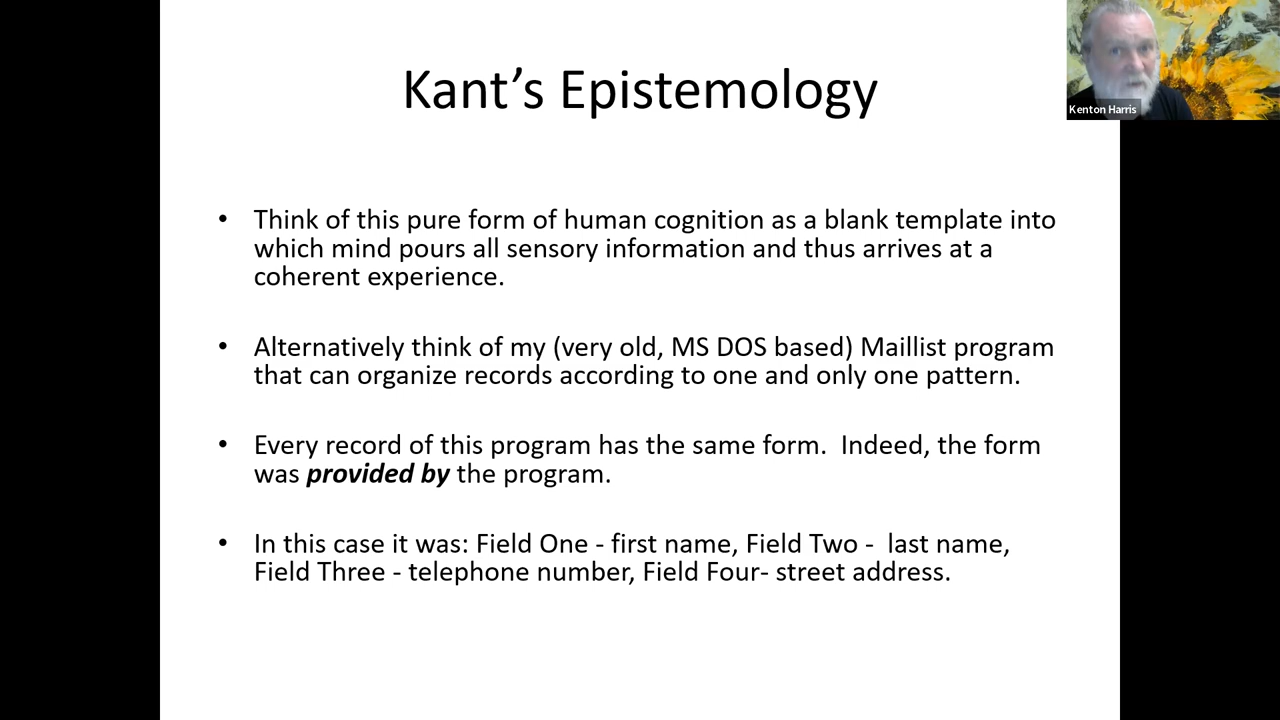 Kant’s Epistemology
Kenton Harris
• Think of this pure form of human cognition as a blank template into
which mind pours all sensory information and thus arrives at a
coherent experience.
• Alternatively think of my (very old, MS DOS based) Maillist program
that can organize records according to one and only one pattern.
• Every record of this program has the same form.  Indeed, the form
was provided by the program.
• In this case it was: Field One - first name, Field Two -  last name,
Field Three - telephone number, Field Four- street address.